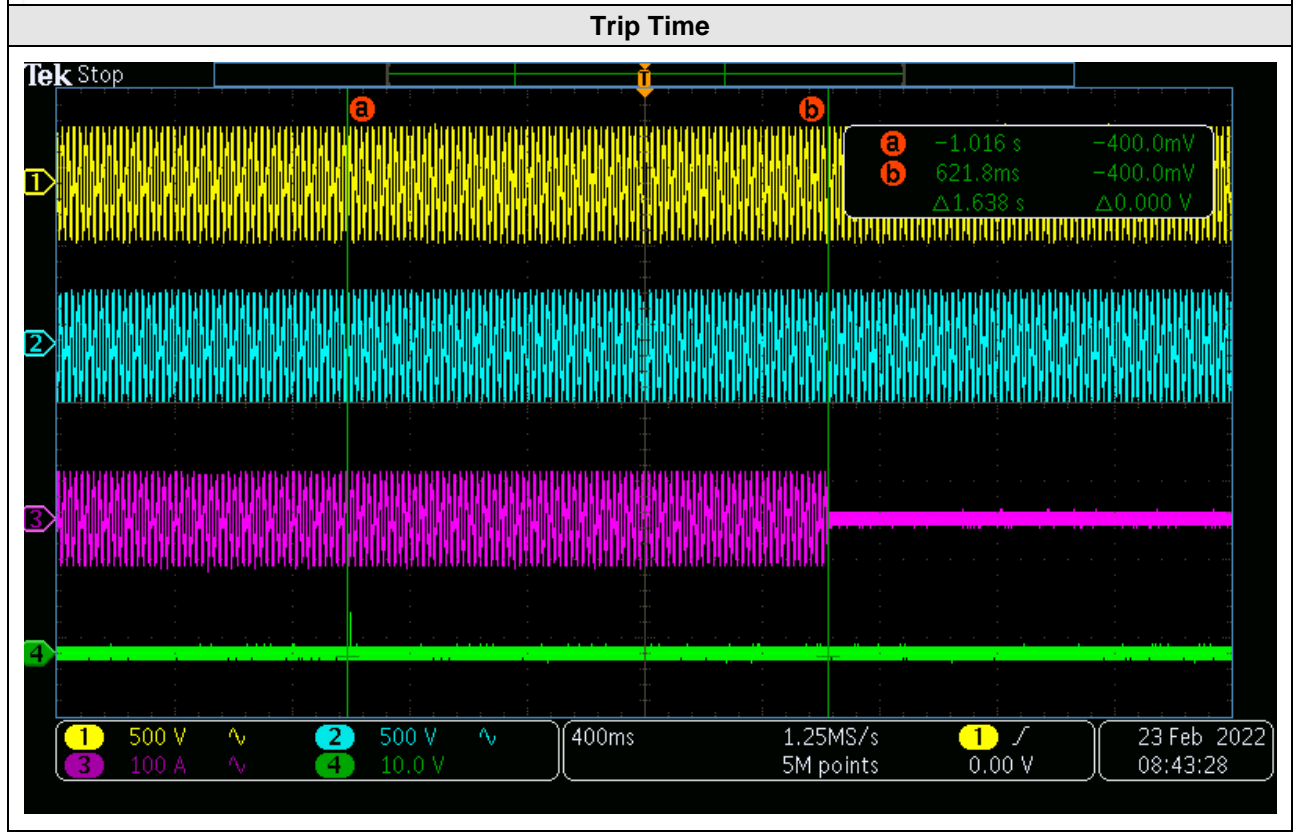 Trip Time
Tek Stop
T
a
b
a −1.016 s −400.0mV
b 621.8ms −400.0mV
△1.638 s △0.000 V
1
2
3
4
1 500 V 2 500 V 400ms 1.25MS/s 1 23 Feb 2022
3 100 A 4 10.0 V 5M points 0.00 V 08:43:28